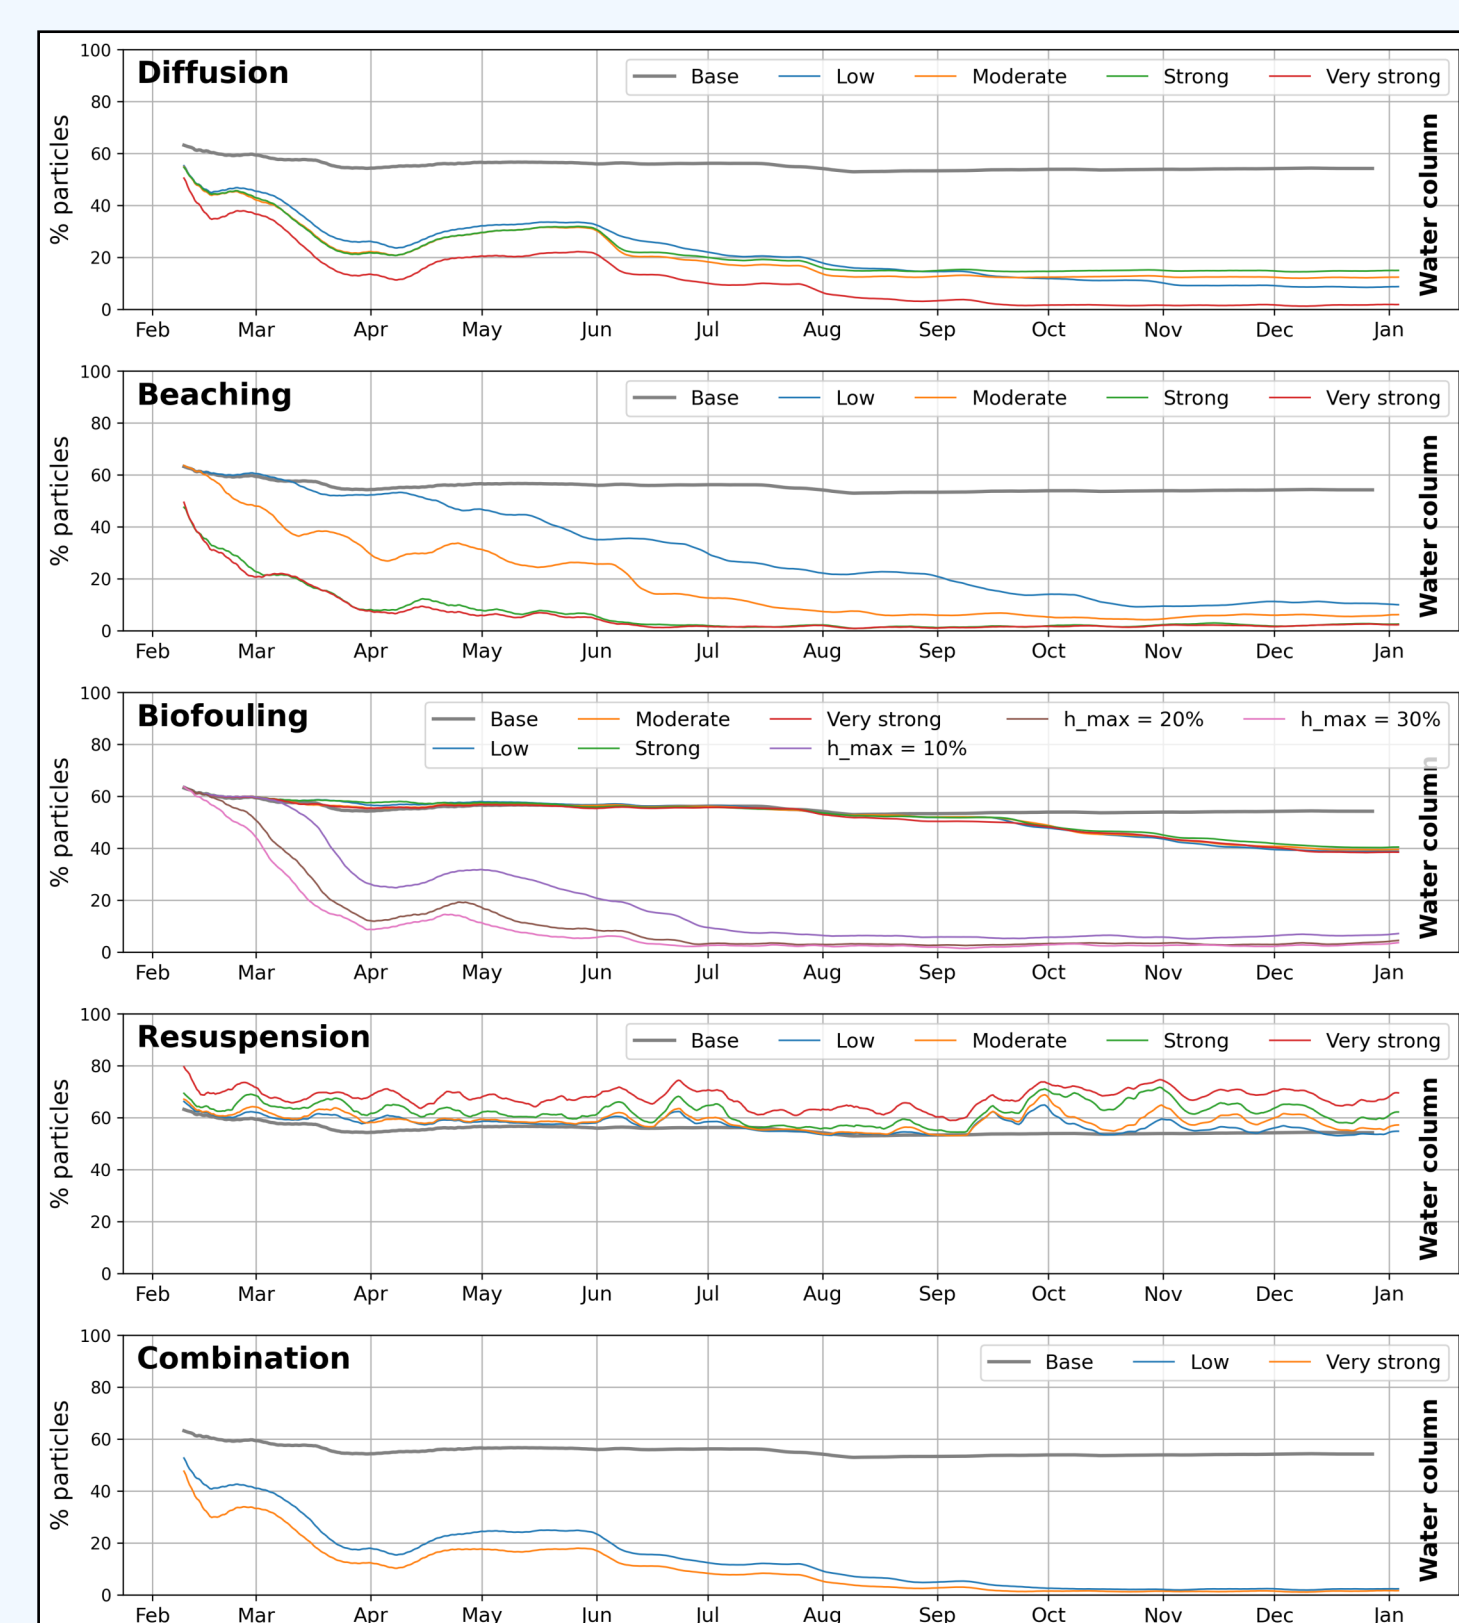 Diffusion
Base Low Moderate Strong Very strong
100
80
60
40
20
0
% particles
Water column
Feb Mar Apr May Jun Jul Aug Sep Oct Nov Dec Jan
Beaching
Base Low Moderate Strong Very strong
100
80
60
40
20
0
% particles
Water column
Feb Mar Apr May Jun Jul Aug Sep Oct Nov Dec Jan
Biofouling
Base Moderate Very strong h_max = 20% h_max = 30%
Low Strong h_max = 10%
100
80
60
40
20
0
% particles
Water column
Feb Mar Apr May Jun Jul Aug Sep Oct Nov Dec Jan
Resuspension
Base Low Moderate Strong Very strong
100
80
60
40
20
0
% particles
Water column
Feb Mar Apr May Jun Jul Aug Sep Oct Nov Dec Jan
Combination
Base Low Very strong
100
80
60
40
20
0
% particles
Water column
Feb Mar Apr May Jun Jul Aug Sep Oct Nov Dec Jan